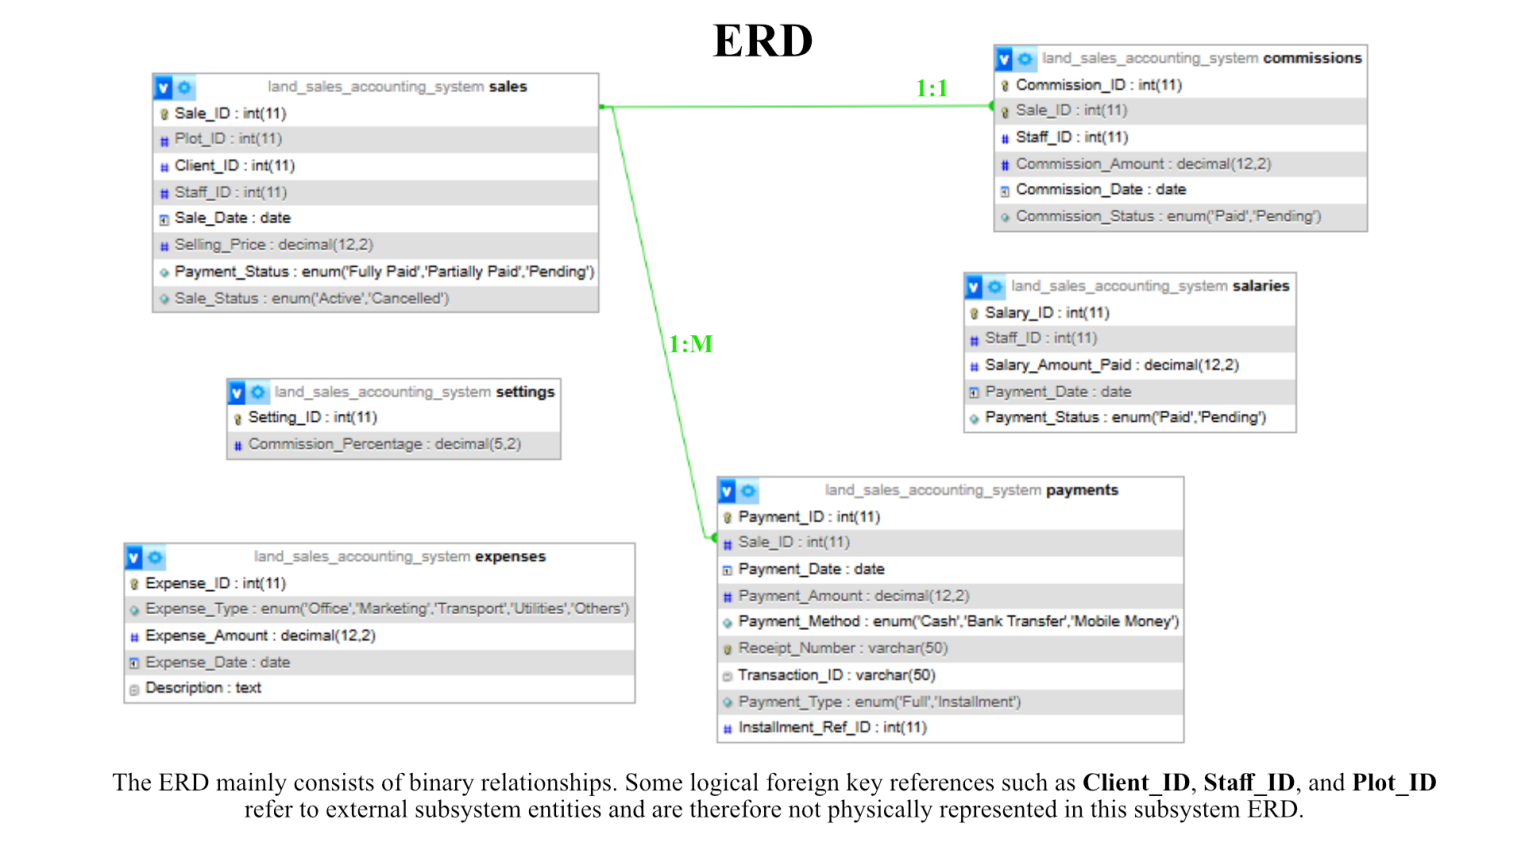 ERD
land_sales_accounting_system sales
Sale_ID : int(11)
Plot_ID : int(11)
Client_ID : int(11)
Staff_ID : int(11)
Sale_Date : date
Selling_Price : decimal(12,2)
Payment_Status : enum('Fully Paid','Partially Paid','Pending')
Sale_Status : enum('Active','Cancelled')
1:1
land_sales_accounting_system commissions
Commission_ID : int(11)
Sale_ID : int(11)
Staff_ID : int(11)
Commission_Amount : decimal(12,2)
Commission_Date : date
Commission_Status : enum('Paid','Pending')
land_sales_accounting_system salaries
Salary_ID : int(11)
Staff_ID : int(11)
Salary_Amount_Paid : decimal(12,2)
Payment_Date : date
Payment_Status : enum('Paid','Pending')
1:M
land_sales_accounting_system settings
Setting_ID : int(11)
Commission_Percentage : decimal(5,2)
land_sales_accounting_system payments
Payment_ID : int(11)
Sale_ID : int(11)
Payment_Date : date
Payment_Amount : decimal(12,2)
Payment_Method : enum('Cash','Bank Transfer','Mobile Money')
Receipt_Number : varchar(50)
Transaction_ID : varchar(50)
Payment_Type : enum('Full','Installment')
Installment_Ref_ID : int(11)
land_sales_accounting_system expenses
Expense_ID : int(11)
Expense_Type : enum('Office','Marketing','Transport','Utilities','Others')
Expense_Amount : decimal(12,2)
Expense_Date : date
Description : text
The ERD mainly consists of binary relationships. Some logical foreign key references such as Client_ID, Staff_ID, and Plot_ID
refer to external subsystem entities and are therefore not physically represented in this subsystem ERD.